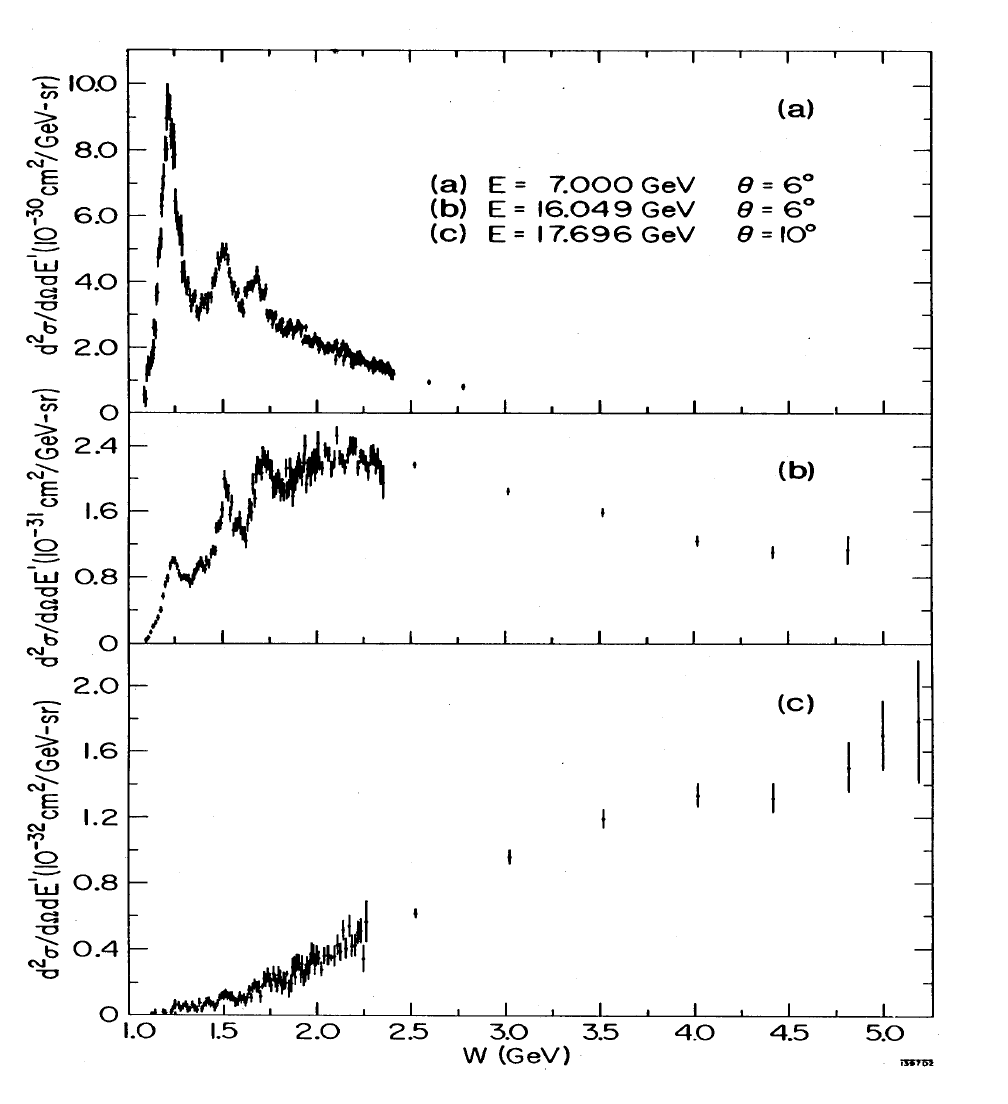 (a)
10.0
8.0
6.0
4.0
2.0
0
d²σ/dΩdE'(10⁻³⁰cm²/GeV-sr)
(a) E = 7.000 GeV θ = 6°
(b) E = 16.049 GeV θ = 6°
(c) E = 17.696 GeV θ = 10°
(b)
2.4
1.6
0.8
0
d²σ/dΩdE'(10⁻³¹cm²/GeV-sr)
(c)
2.0
1.6
1.2
0.8
0.4
0
d²σ/dΩdE'(10⁻³²cm²/GeV-sr)
1.0 1.5 2.0 2.5 3.0 3.5 4.0 4.5 5.0
W (GeV)